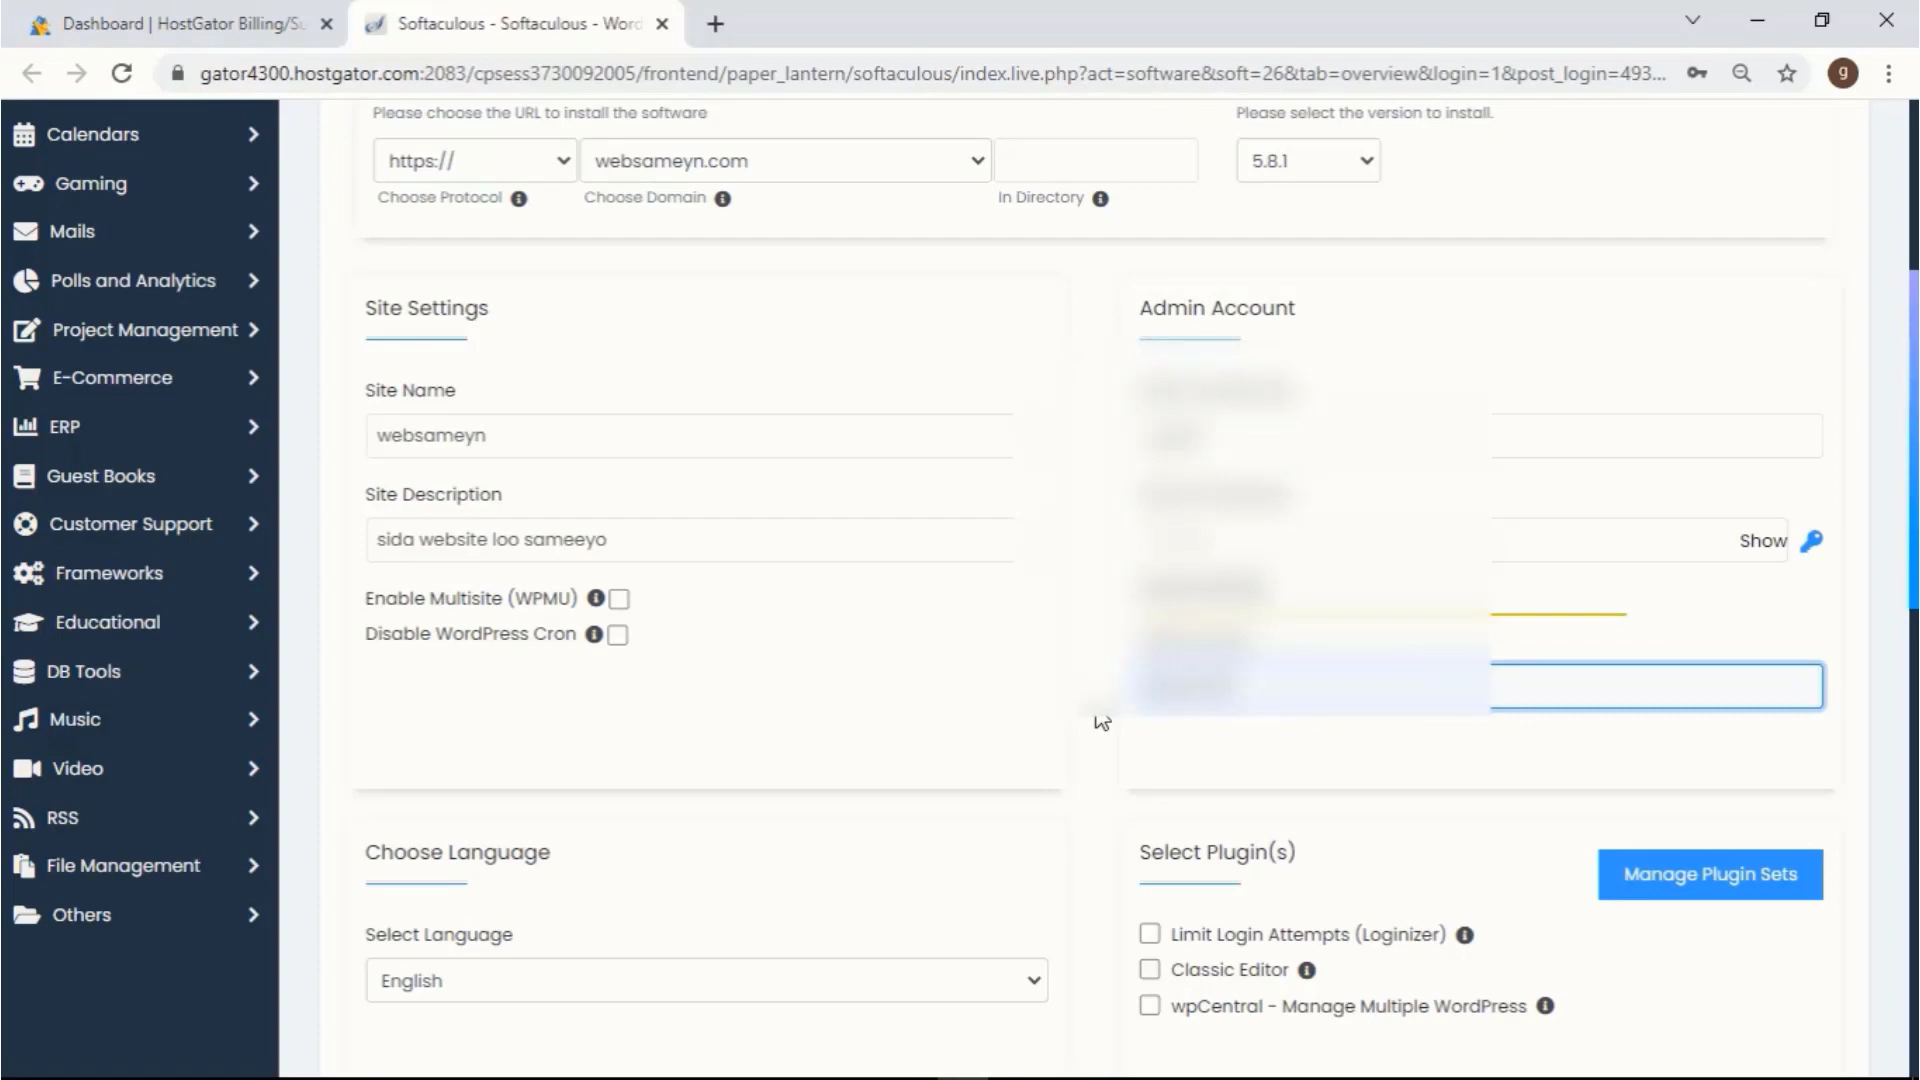 Dashboard | HostGator Billing/Su
Softaculous - Softaculous - Word
gator4300.hostgator.com:2083/cpsess3730092005/frontend/paper_lantern/softaculous/index.live.php?act=software&soft=26&tab=overview&login=1&post_login=493...
g
Calendars
Gaming
Mails
Polls and Analytics
Project Management
E-Commerce
ERP
Guest Books
Customer Support
Frameworks
Educational
DB Tools
Music
Video
RSS
File Management
Others
Please choose the URL to install the software
https://
websameyn.com
Choose Protocol
Choose Domain
In Directory
Please select the version to install.
5.8.1
Site Settings
Site Name
websameyn
Site Description
sida website loo sameeyo
Enable Multisite (WPMU)
Disable WordPress Cron
Admin Account
Show
Choose Language
Select Language
English
Select Plugin(s)
Manage Plugin Sets
Limit Login Attempts (Loginizer)
Classic Editor
wpCentral - Manage Multiple WordPress